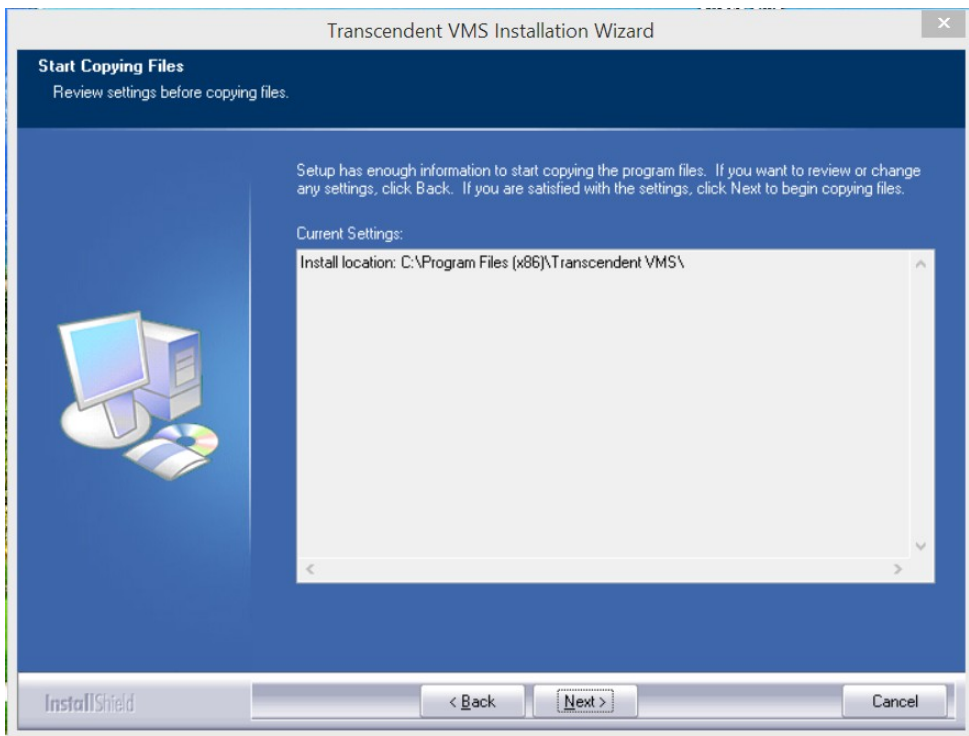 Transcendent VMS Installation Wizard
Start Copying Files
Review settings before copying files.
Setup has enough information to start copying the program files. If you want to review or change
any settings, click Back. If you are satisfied with the settings, click Next to begin copying files.
Current Settings:
Install location: C:\Program Files (x86)\Transcendent VMS\
InstallShield
< Back
Next >
Cancel